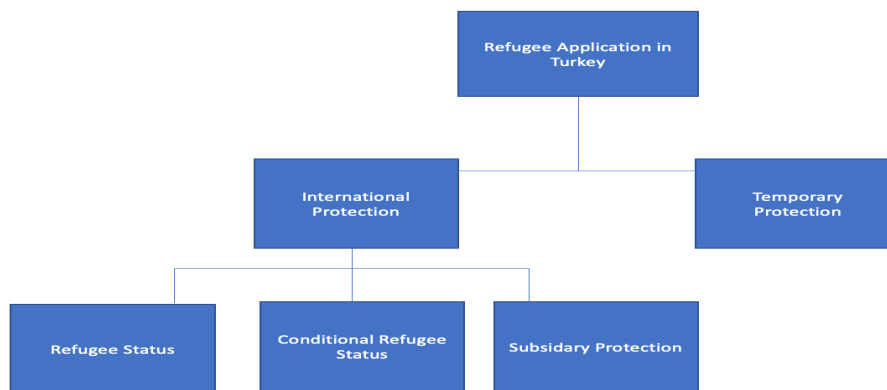 Refugee Application in
Turkey
International
Protection
Temporary
Protection
Refugee Status
Conditional Refugee
Status
Subsidary Protection